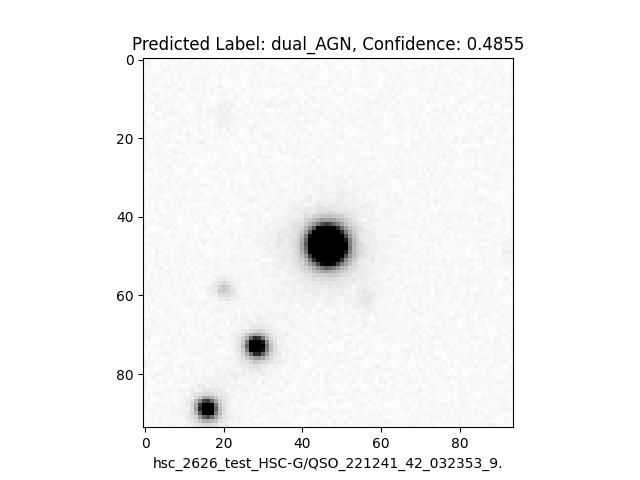 Predicted Label: dual_AGN, Confidence: 0.4855
0
20
40
60
80
0 20 40 60 80
hsc_2626_test_HSC-G/QSO_221241_42_032353_9.